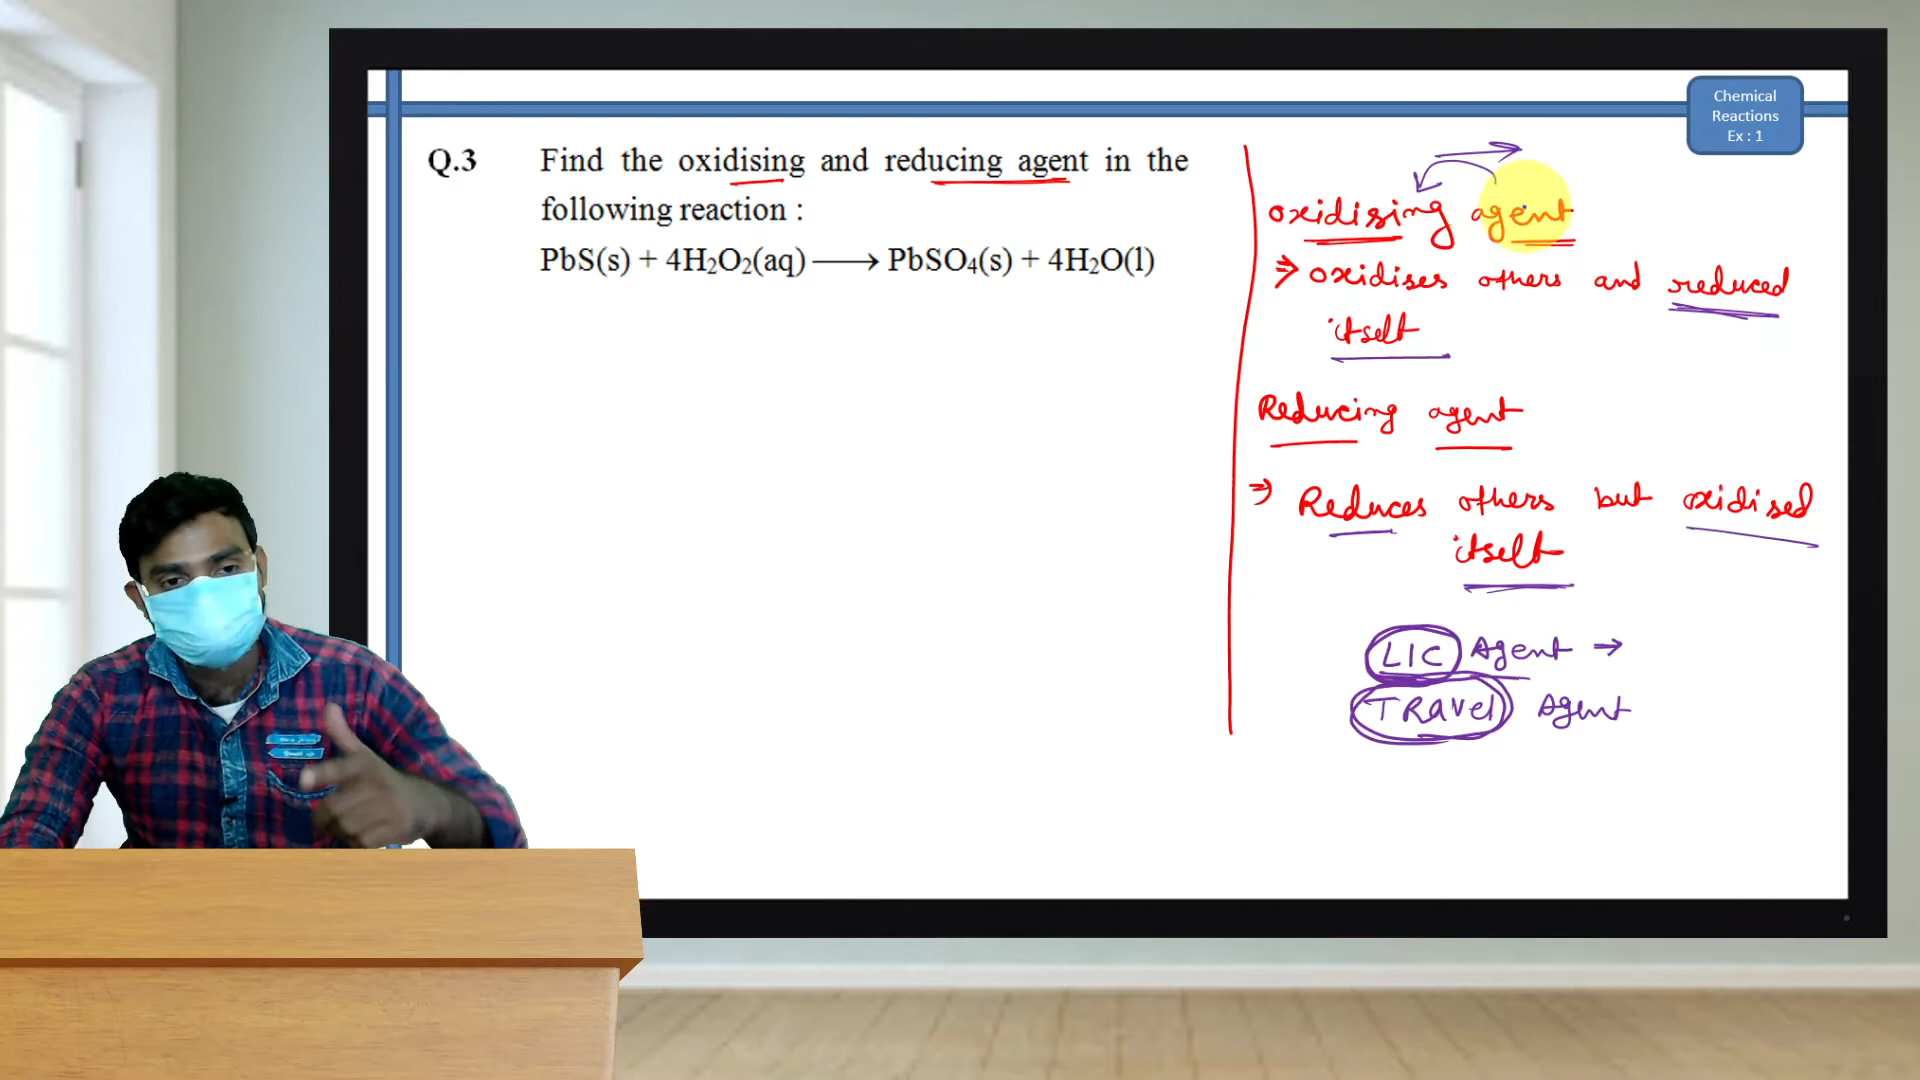 Chemical
Reactions
Ex : 1
Q.3 Find the oxidising and reducing agent in the
following reaction :
PbS(s) + 4H₂O₂(aq) ⟶ PbSO₄(s) + 4H₂O(l)
oxidising agent
⇒ oxidises others and reduced
itself
Reducing agent
⇒ Reduces others but oxidised
itself
LIC Agent →
TRavel Agent